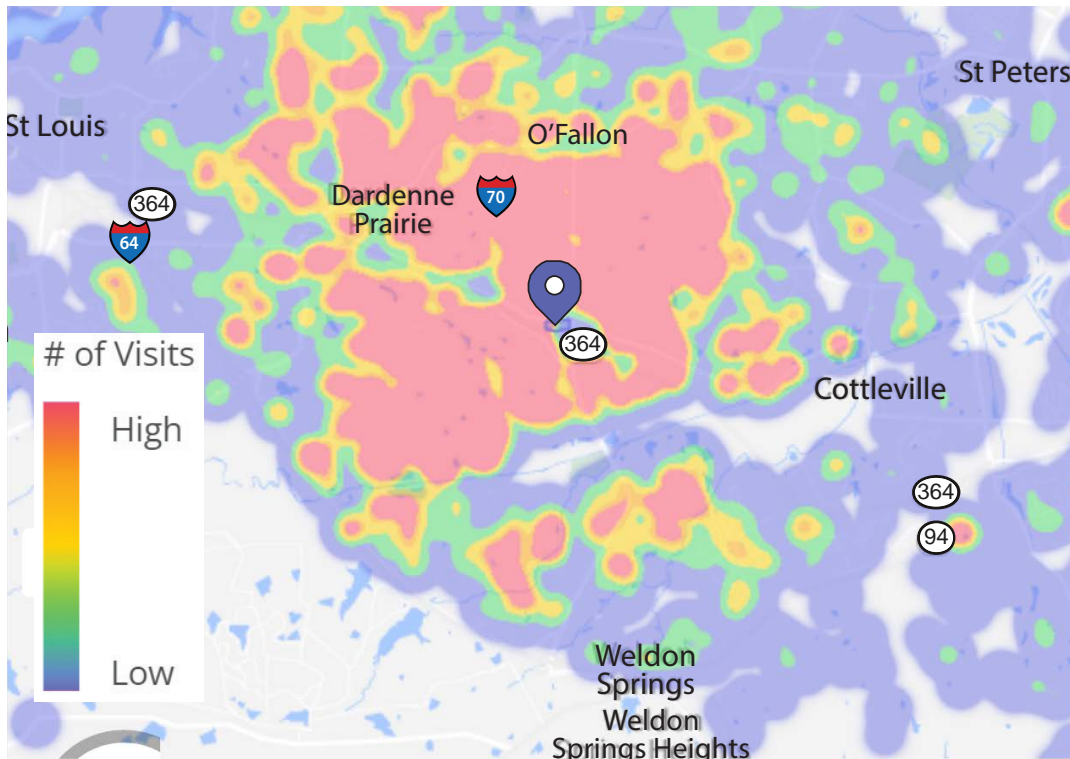 St Peters
O'Fallon
St Louis
Dardenne
Prairie
70
364
64
364
# of Visits
High
Low
Cottleville
364
94
Weldon
Springs
Weldon
Springs Heights